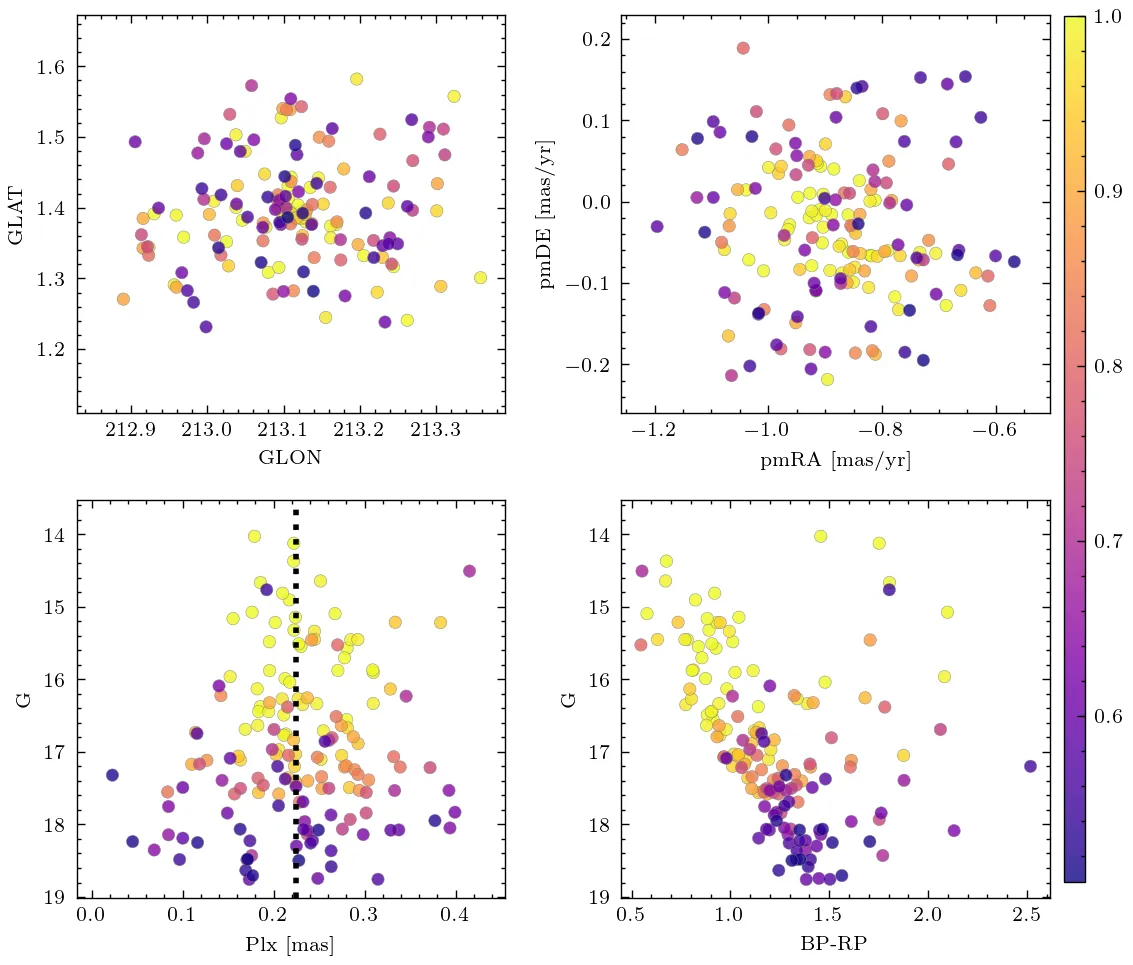 1.6
1.5
1.4
1.3
1.2
GLAT
212.9 213.0 213.1 213.2 213.3
GLON
0.2
0.1
0.0
−0.1
−0.2
pmDE [mas/yr]
−1.2 −1.0 −0.8 −0.6
pmRA [mas/yr]
1.0
0.9
0.8
0.7
0.6
14
15
16
17
18
19
G
0.0 0.1 0.2 0.3 0.4
Plx [mas]
14
15
16
17
18
19
G
0.5 1.0 1.5 2.0 2.5
BP-RP